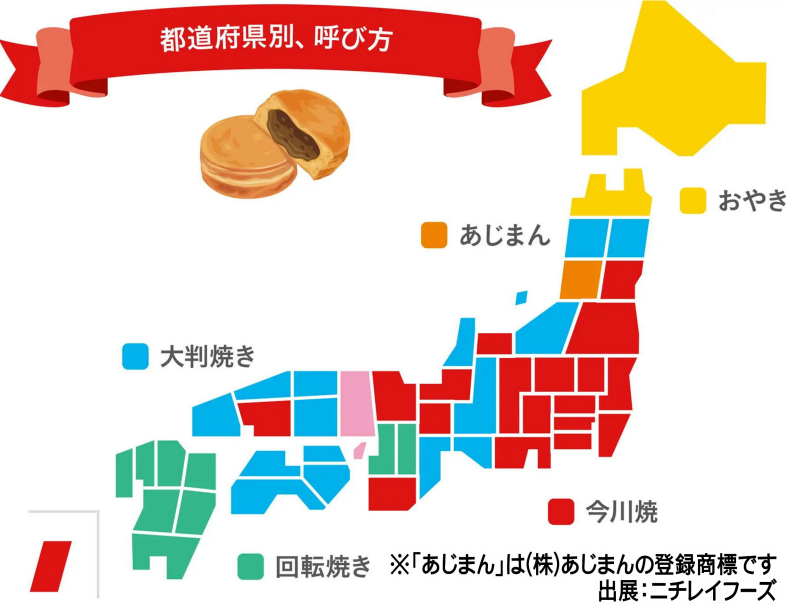 都道府県別、呼び方
おやき
あじまん
大判焼き
今川焼
回転焼き
※「あじまん」は(株)あじまんの登録商標です
出展:ニチレイフーズ